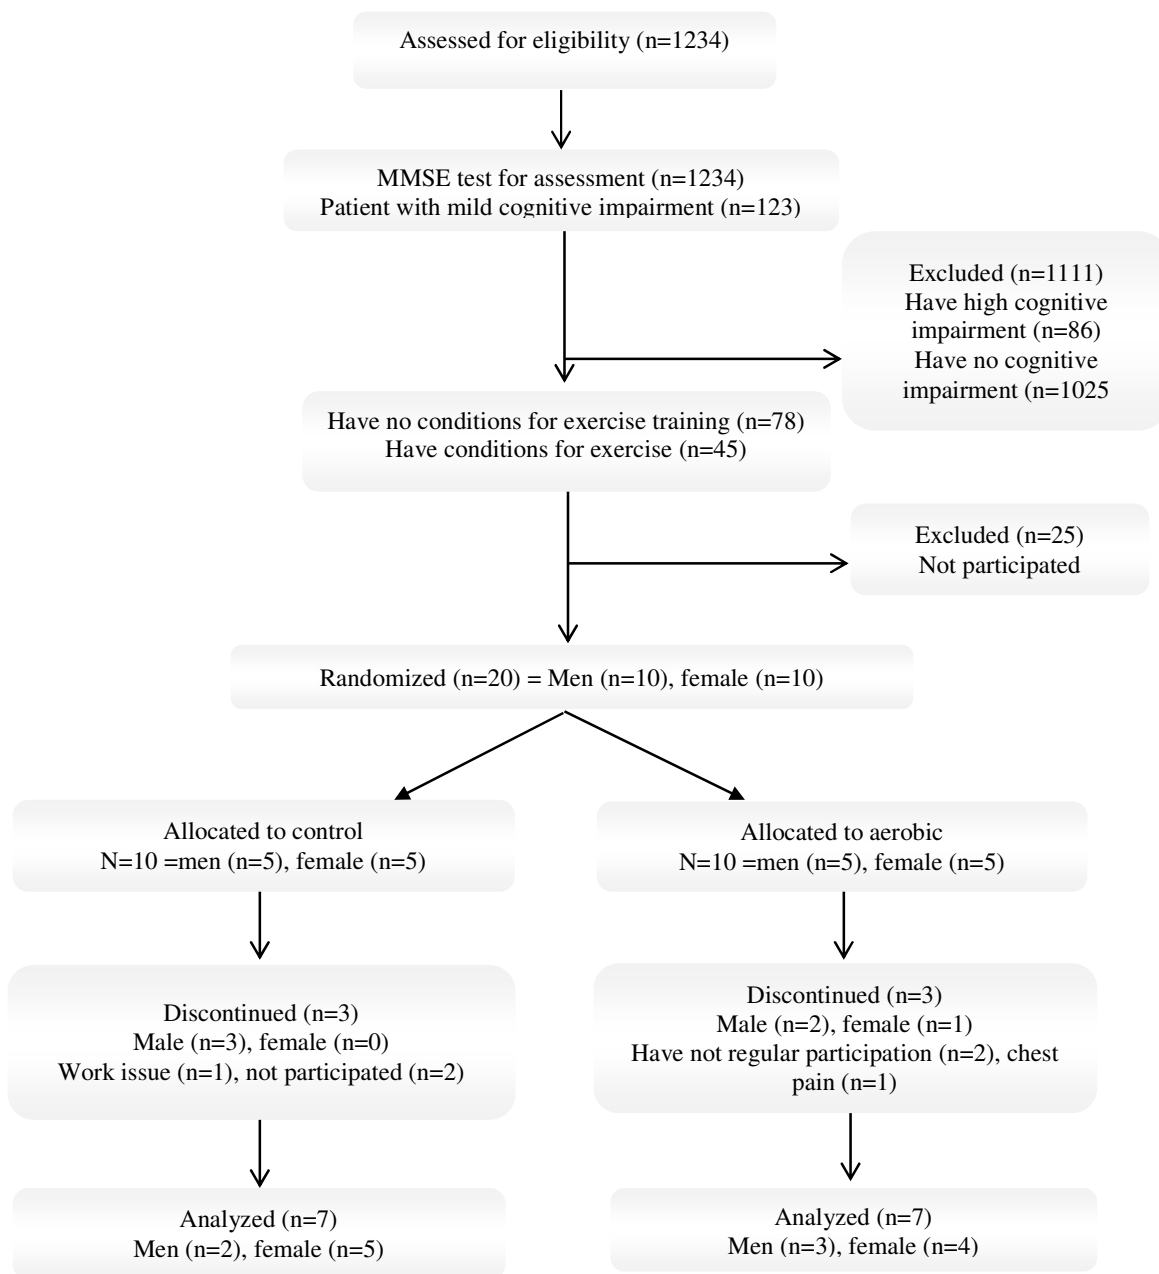 Assessed for eligibility (n=1234)
MMSE test for assessment (n=1234)
Patient with mild cognitive impairment (n=123)
Excluded (n=1111)
Have high cognitive
impairment (n=86)
Have no cognitive
impairment (n=1025
Have no conditions for exercise training (n=78)
Have conditions for exercise (n=45)
Excluded (n=25)
Not participated
Randomized (n=20) = Men (n=10), female (n=10)
Allocated to control
N=10 =men (n=5), female (n=5)
Allocated to aerobic
N=10 =men (n=5), female (n=5)
Discontinued (n=3)
Male (n=3), female (n=0)
Work issue (n=1), not participated (n=2)
Discontinued (n=3)
Male (n=2), female (n=1)
Have not regular participation (n=2), chest
pain (n=1)
Analyzed (n=7)
Men (n=2), female (n=5)
Analyzed (n=7)
Men (n=3), female (n=4)